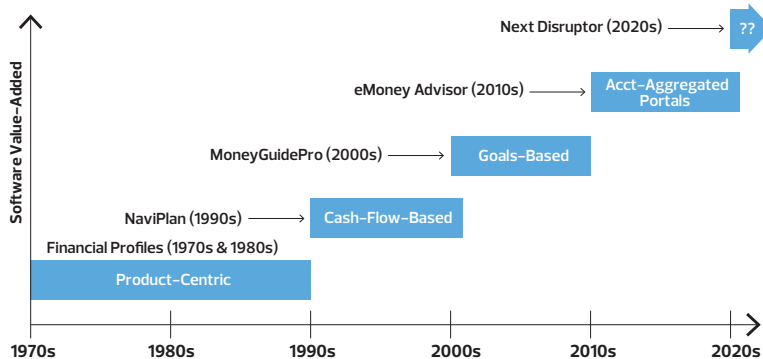 Next Disruptor (2020s)
??
eMoney Advisor (2010s)
Acct-Aggregated
Portals
MoneyGuidePro (2000s)
Goals-Based
NaviPlan (1990s)
Cash-Flow-Based
Financial Profiles (1970s & 1980s)
Product-Centric
Software Value-Added
1970s
1980s
1990s
2000s
2010s
2020s